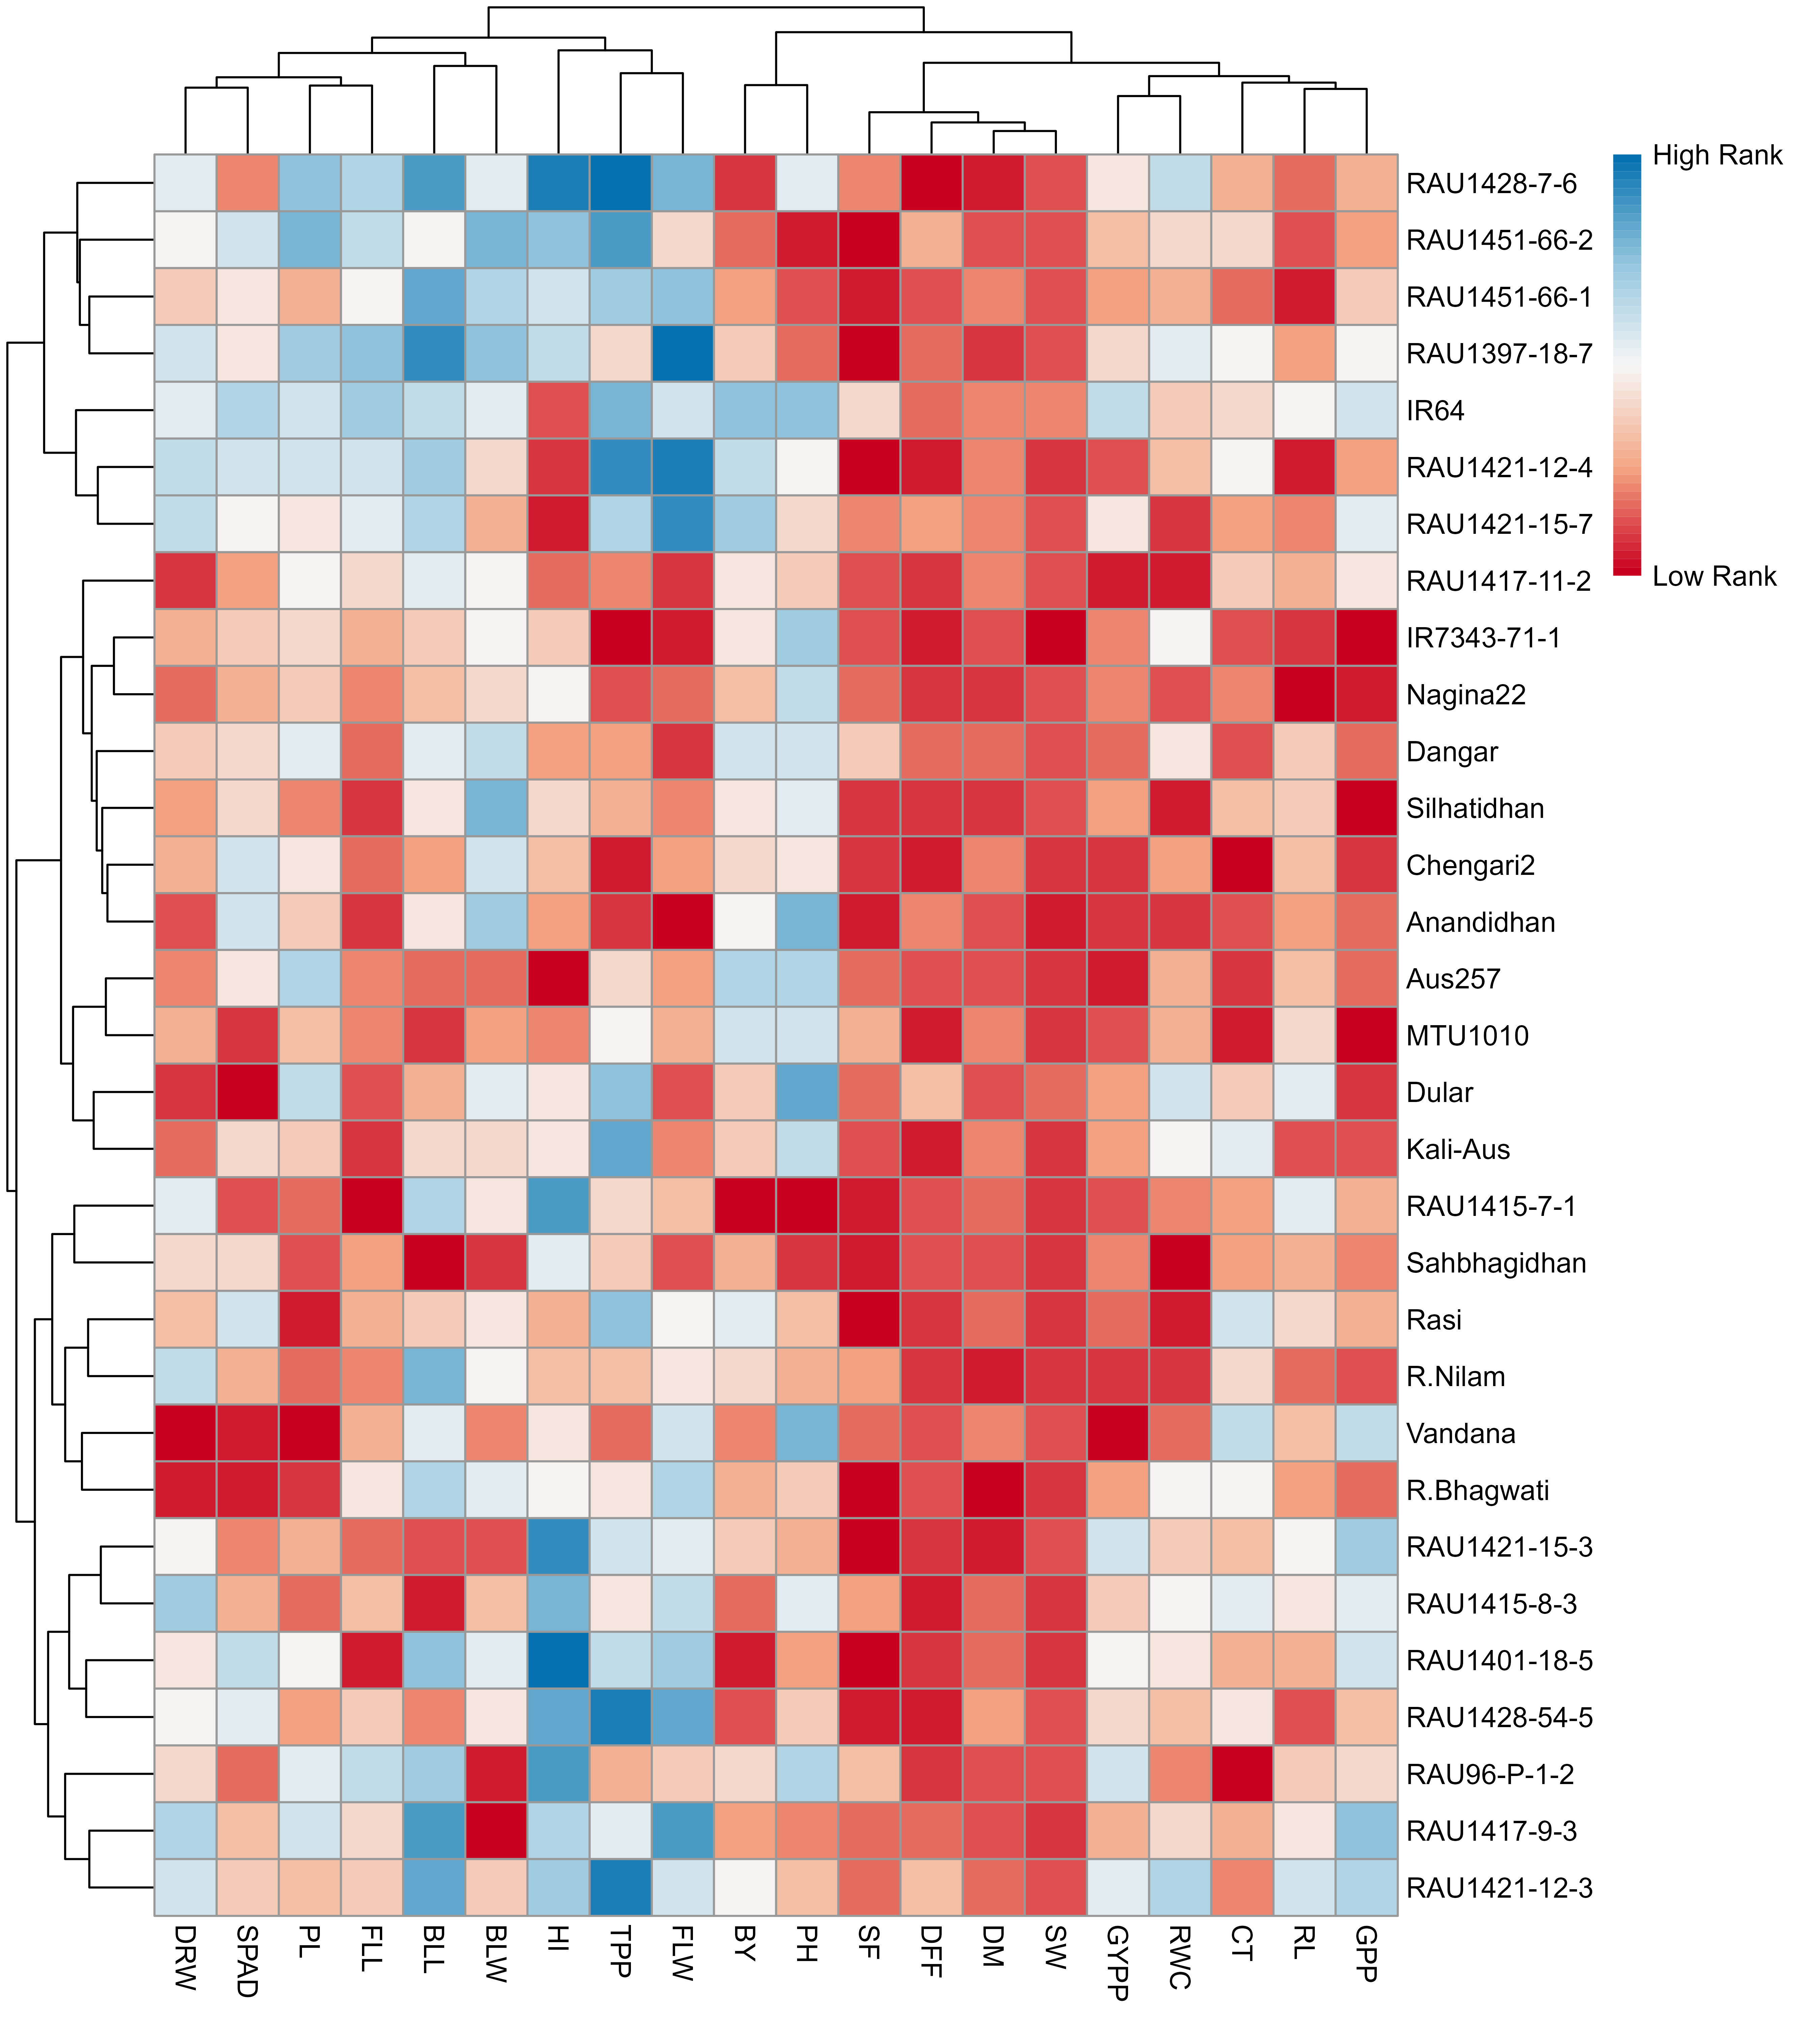 High Rank
Low Rank
RAU1428-7-6
RAU1451-66-2
RAU1451-66-1
RAU1397-18-7
IR64
RAU1421-12-4
RAU1421-15-7
RAU1417-11-2
IR7343-71-1
Nagina22
Dangar
Silhatidhan
Chengari2
Anandidhan
Aus257
MTU1010
Dular
Kali-Aus
RAU1415-7-1
Sahbhagidhan
Rasi
R.Nilam
Vandana
R.Bhagwati
RAU1421-15-3
RAU1415-8-3
RAU1401-18-5
RAU1428-54-5
RAU96-P-1-2
RAU1417-9-3
RAU1421-12-3
DRW
SPAD
PL
FLL
BLL
BLW
HI
TPP
FLW
BY
PH
SF
DFF
DM
SW
GYPP
RWC
CT
RL
GPP